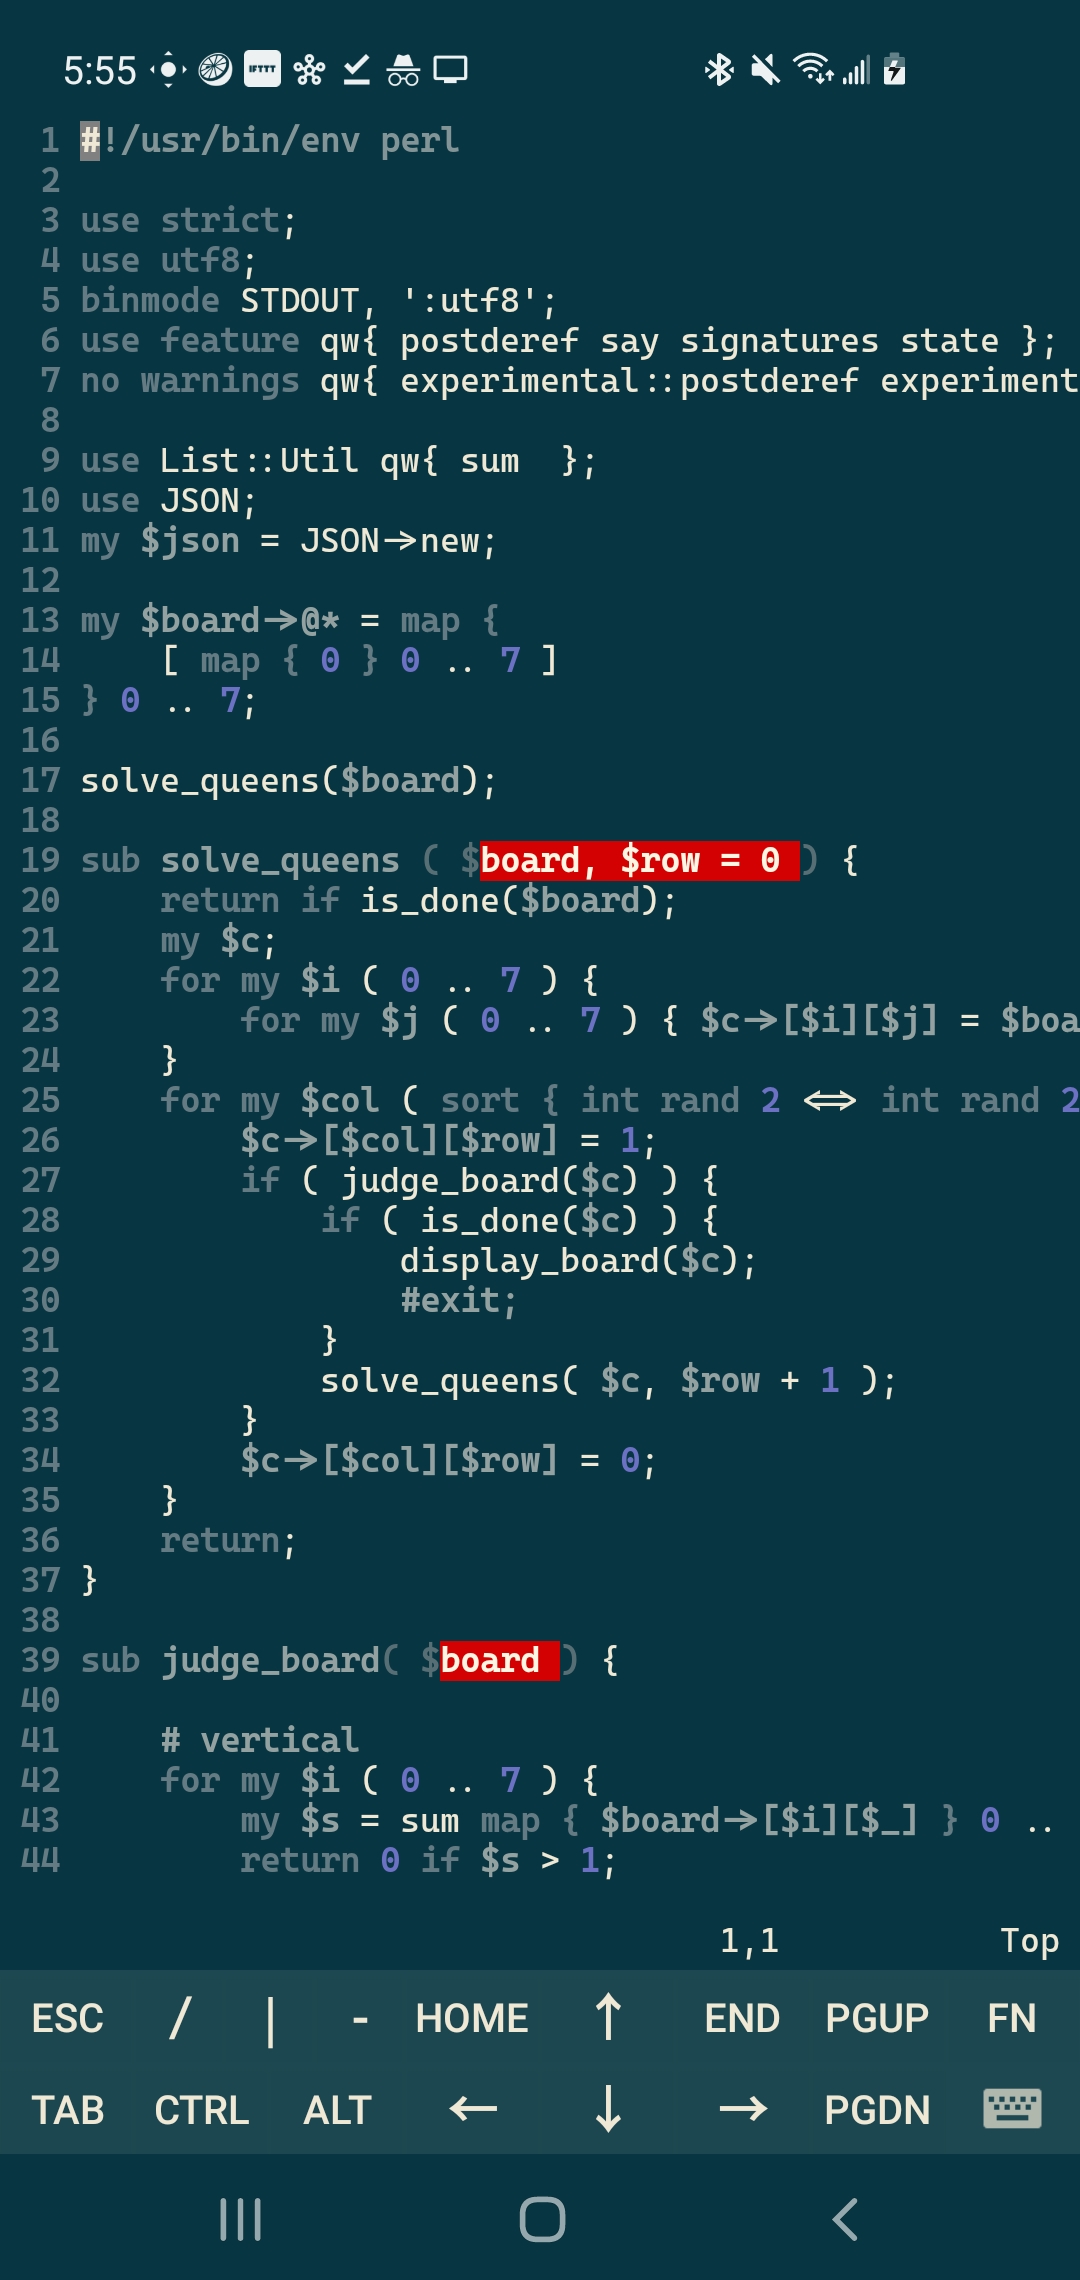 5:55
IFTTT
1 #!/usr/bin/env perl
2
3 use strict;
4 use utf8;
5 binmode STDOUT, ':utf8';
6 use feature qw{ postderef say signatures state };
7 no warnings qw{ experimental::postderef experiment
8
9 use List::Util qw{ sum  };
10 use JSON;
11 my $json = JSON->new;
12
13 my $board->@* = map {
14     [ map { 0 } 0 .. 7 ]
15 } 0 .. 7;
16
17 solve_queens($board);
18
19 sub solve_queens ( $board, $row = 0 ) {
20     return if is_done($board);
21     my $c;
22     for my $i ( 0 .. 7 ) {
23         for my $j ( 0 .. 7 ) { $c->[$i][$j] = $boa
24     }
25     for my $col ( sort { int rand 2 <=> int rand 2
26         $c->[$col][$row] = 1;
27         if ( judge_board($c) ) {
28             if ( is_done($c) ) {
29                 display_board($c);
30                 #exit;
31             }
32             solve_queens( $c, $row + 1 );
33         }
34         $c->[$col][$row] = 0;
35     }
36     return;
37 }
38
39 sub judge_board( $board ) {
40
41     # vertical
42     for my $i ( 0 .. 7 ) {
43         my $s = sum map { $board->[$i][$_] } 0 ..
44         return 0 if $s > 1;
1,1 Top
ESC / | - HOME ↑ END PGUP FN
TAB CTRL ALT ← ↓ → PGDN